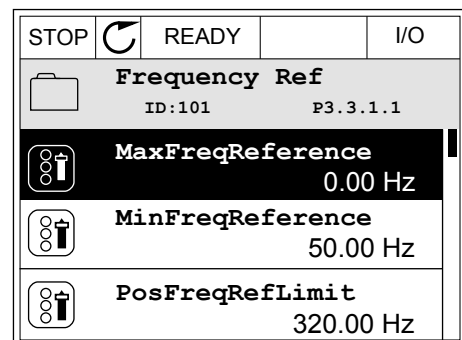 STOP READY I/O
Frequency Ref
ID:101 P3.3.1.1
MaxFreqReference
0.00 Hz
MinFreqReference
50.00 Hz
PosFreqRefLimit
320.00 Hz